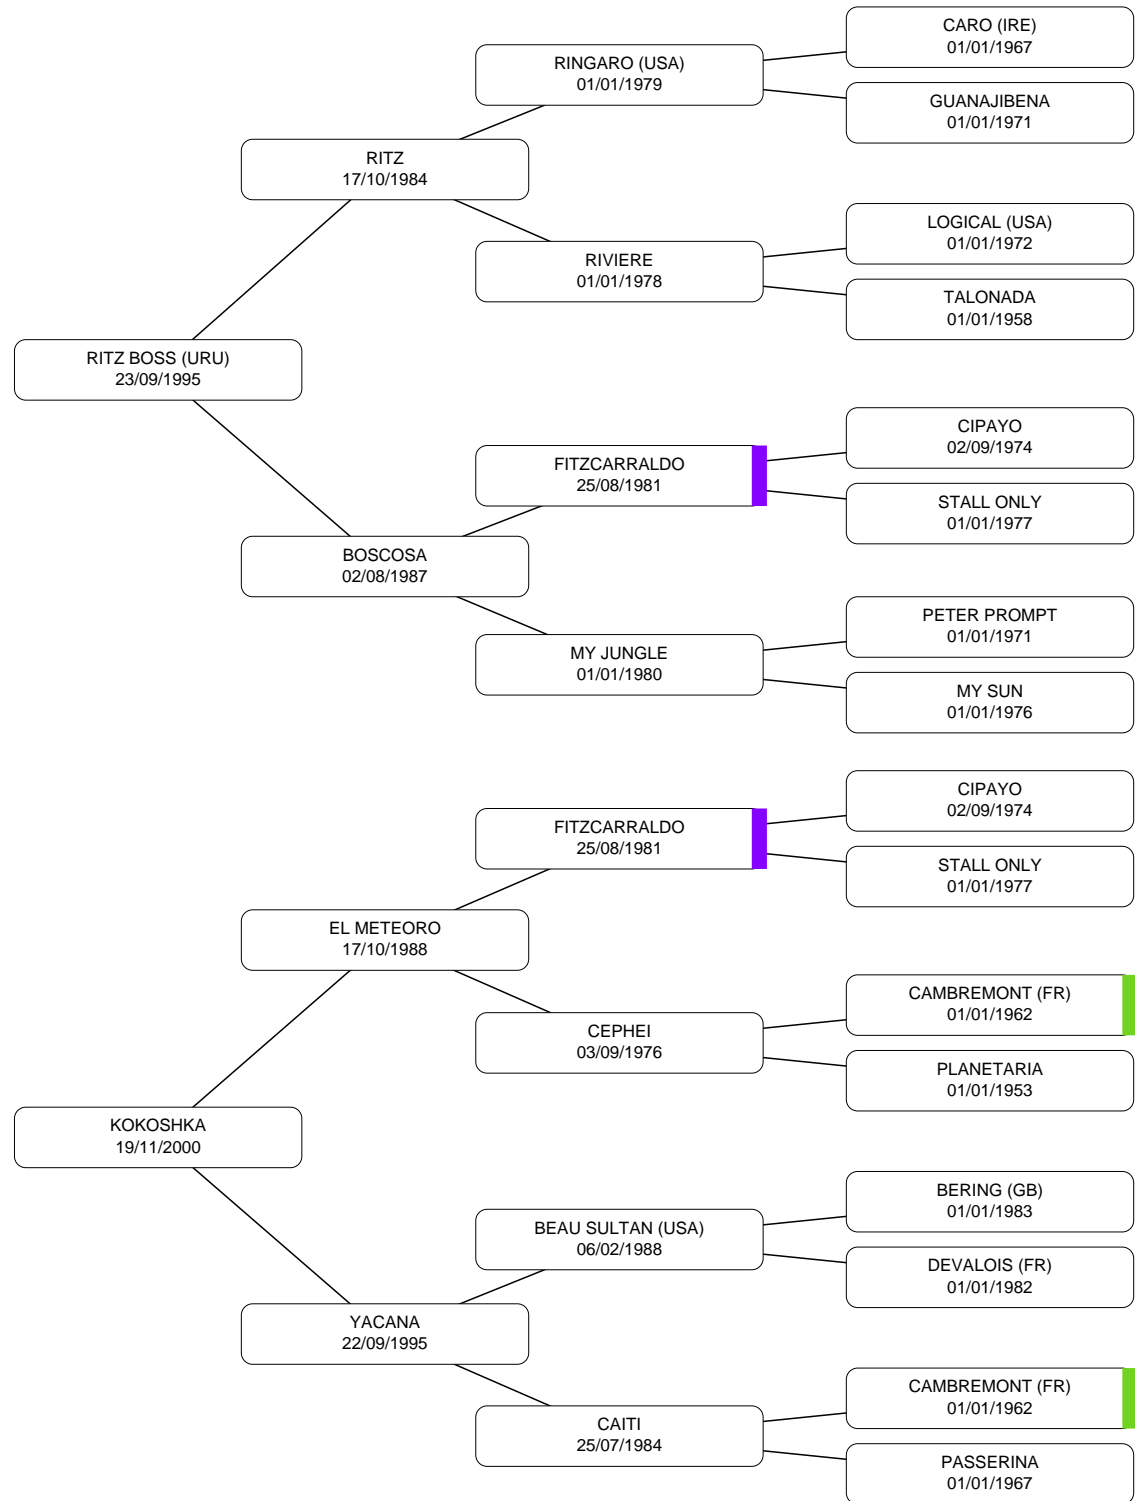 CARO (IRE)
01/01/1967
RINGARO (USA)
01/01/1979
GUANAJIBENA
01/01/1971
RITZ
17/10/1984
LOGICAL (USA)
01/01/1972
RIVIERE
01/01/1978
TALONADA
01/01/1958
RITZ BOSS (URU)
23/09/1995
CIPAYO
02/09/1974
FITZCARRALDO
25/08/1981
STALL ONLY
01/01/1977
BOSCOSA
02/08/1987
PETER PROMPT
01/01/1971
MY JUNGLE
01/01/1980
MY SUN
01/01/1976
CIPAYO
02/09/1974
FITZCARRALDO
25/08/1981
STALL ONLY
01/01/1977
EL METEORO
17/10/1988
CAMBREMONT (FR)
01/01/1962
CEPHEI
03/09/1976
PLANETARIA
01/01/1953
KOKOSHKA
19/11/2000
BERING (GB)
01/01/1983
BEAU SULTAN (USA)
06/02/1988
DEVALOIS (FR)
01/01/1982
YACANA
22/09/1995
CAMBREMONT (FR)
01/01/1962
CAITI
25/07/1984
PASSERINA
01/01/1967